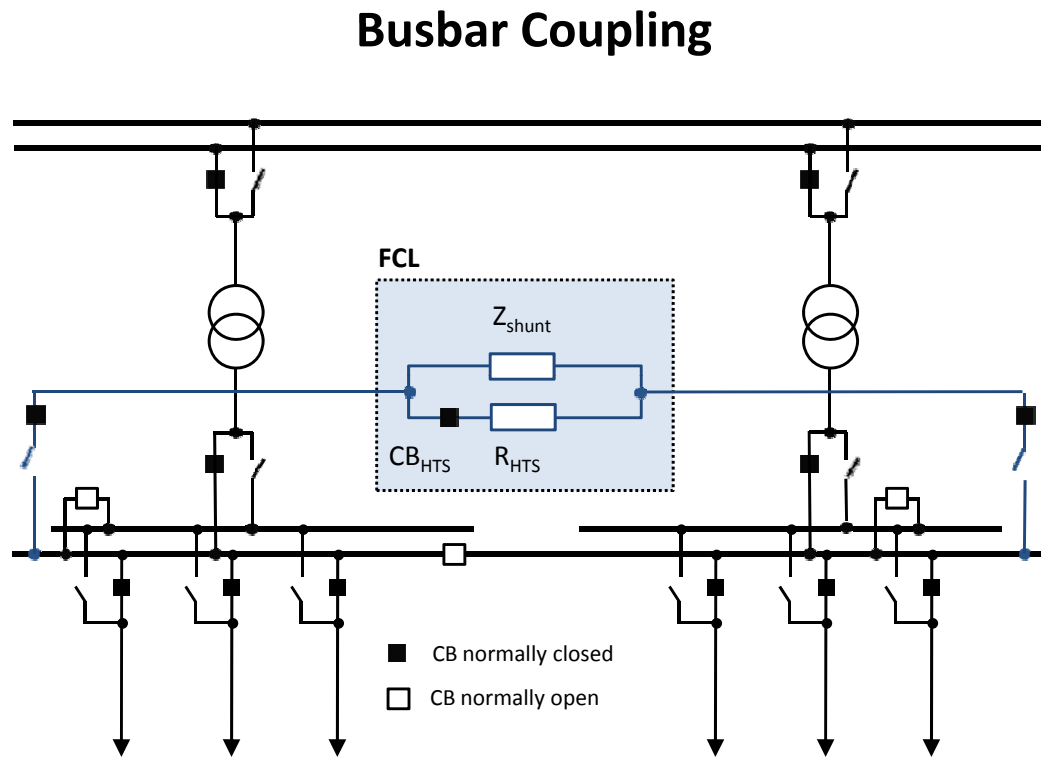 Busbar Coupling
FCL
Zshunt
CBHTS RHTS
CB normally closed
CB normally open